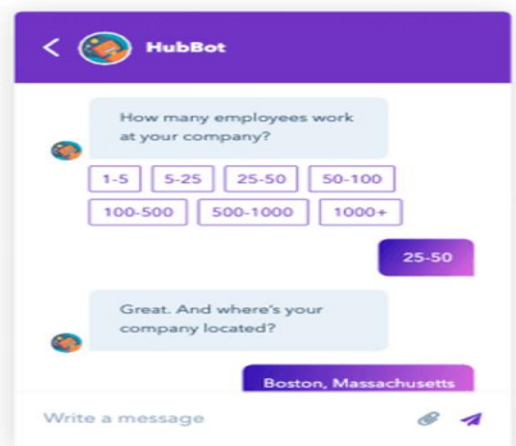 HubBot
How many employees work
at your company?
1-5 5-25 25-50 50-100
100-500 500-1000 1000+
25-50
Great. And where's your
company located?
Boston, Massachusetts
Write a message